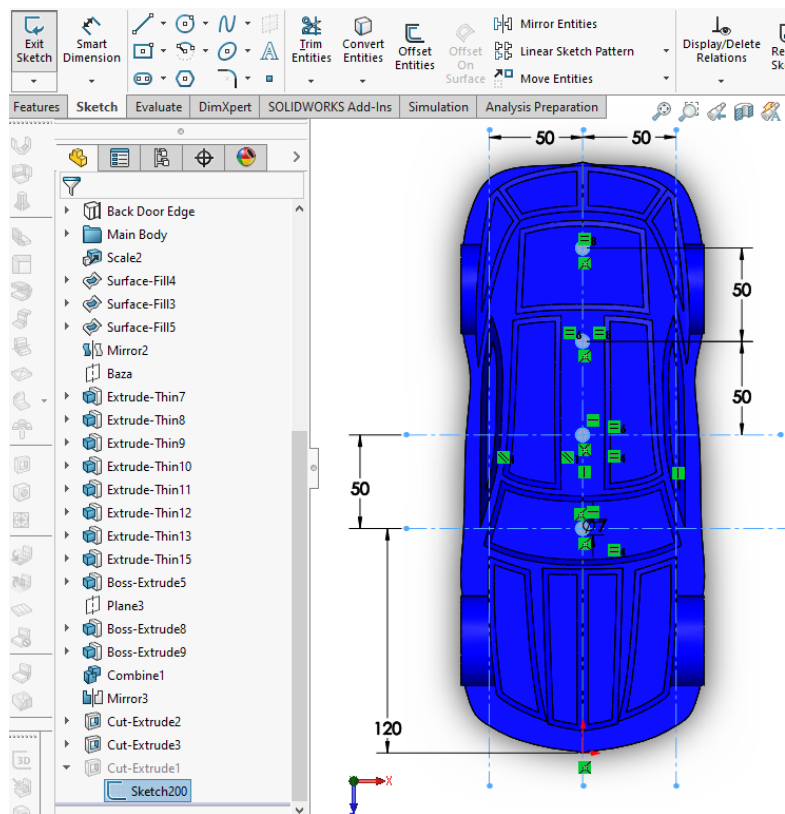 Exit Sketch
Smart Dimension
Trim Entities
Convert Entities
Offset Entities
Offset On Surface
Mirror Entities
Linear Sketch Pattern
Move Entities
Display/Delete Relations
Features Sketch Evaluate DimXpert SOLIDWORKS Add-Ins Simulation Analysis Preparation
Back Door Edge
Main Body
Scale2
Surface-Fill4
Surface-Fill3
Surface-Fill5
Mirror2
Baza
Extrude-Thin7
Extrude-Thin8
Extrude-Thin9
Extrude-Thin10
Extrude-Thin11
Extrude-Thin12
Extrude-Thin13
Extrude-Thin15
Boss-Extrude5
Plane3
Boss-Extrude8
Boss-Extrude9
Combine1
Mirror3
Cut-Extrude2
Cut-Extrude3
Cut-Extrude1
Sketch200
3D
50 50
50
50
50
120
X